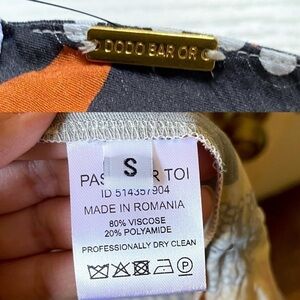 DODO BAR OR
S
PAS R TOI
ID 514357904
MADE IN ROMANIA
80% VISCOSE
20% POLYAMIDE
PROFESSIONALLY DRY CLEAN
P